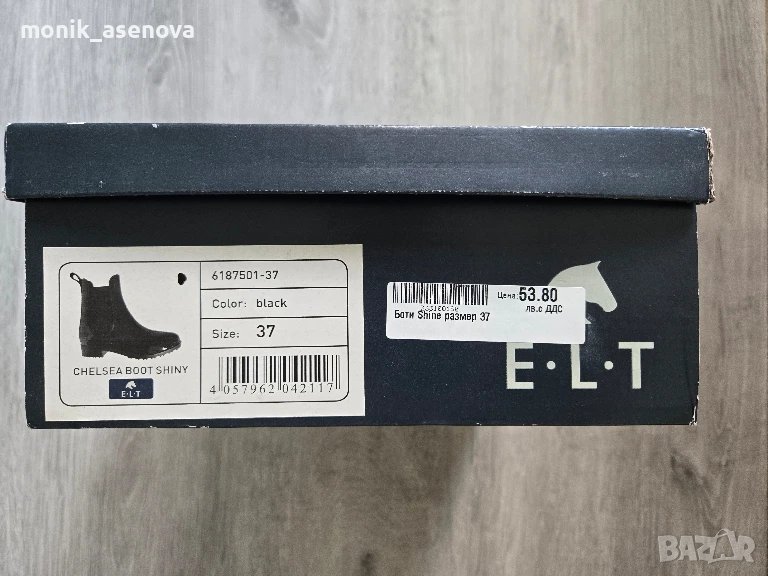 monik_asenova
6187501-37
Color: black
Size: 37
CHELSEA BOOT SHINY
E·L·T
4 057962 042117
Цена: 53.80
лв.с ДДС
Боти Shine размер 37
E·L·T
BAZAR